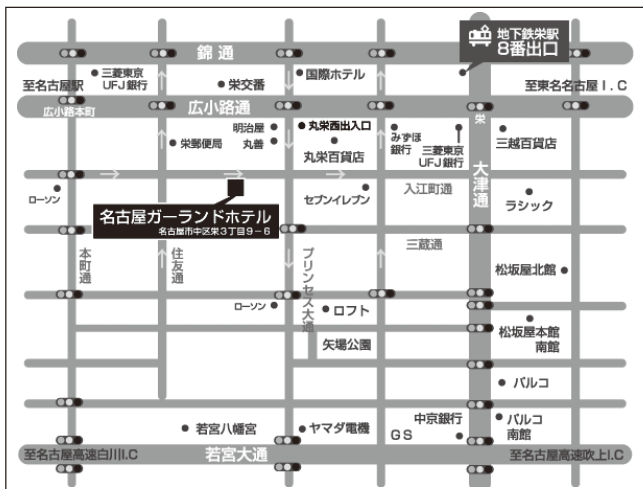 地下鉄栄駅
8番出口
錦通
三菱東京
UFJ銀行
栄交番
国際ホテル
至名古屋駅
至東名名古屋I.C
広小路本町
広小路通
栄
明治屋
丸善
栄郵便局
丸栄西出入口
丸栄百貨店
みずほ
銀行
三菱東京
UFJ銀行
三越百貨店
大津通
ローソン
セブンイレブン
入江町通
ラシック
名古屋ガーランドホテル
名古屋市中区栄3丁目9-6
本町通
住友通
プリンセス大通
三蔵通
松坂屋北館
ローソン
ロフト
矢場公園
松坂屋本館
南館
パルコ
若宮八幡宮
ヤマダ電機
中京銀行
GS
パルコ
南館
至名古屋高速白川I.C
若宮大通
至名古屋高速吹上I.C